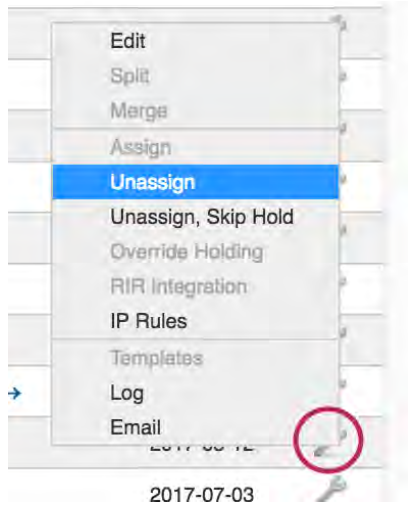 Edit
Split
Merge
Assign
Unassign
Unassign, Skip Hold
Override Holding
RIR Integration
IP Rules
Templates
Log
Email
2017-07-03